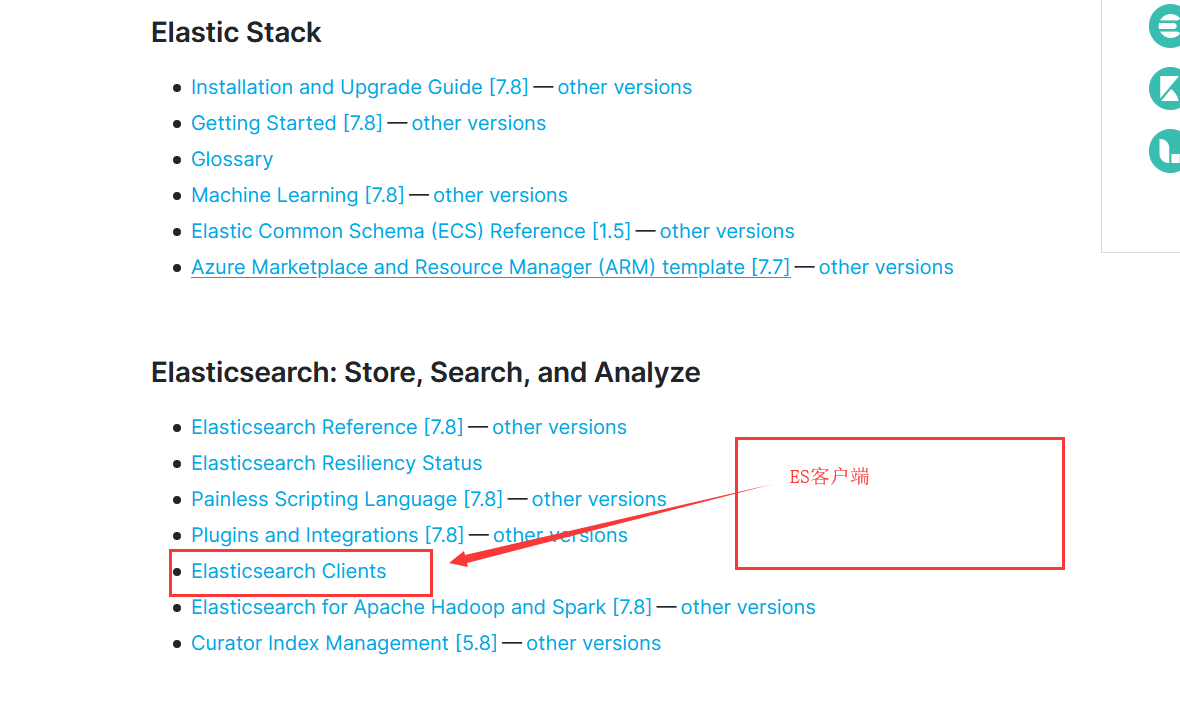 Elastic Stack
Installation and Upgrade Guide [7.8] — other versions
Getting Started [7.8] — other versions
Glossary
Machine Learning [7.8] — other versions
Elastic Common Schema (ECS) Reference [1.5] — other versions
Azure Marketplace and Resource Manager (ARM) template [7.7] — other versions
Elasticsearch: Store, Search, and Analyze
Elasticsearch Reference [7.8] — other versions
Elasticsearch Resiliency Status
ES客户端
Painless Scripting Language [7.8] — other versions
Plugins and Integrations [7.8] — other versions
Elasticsearch Clients
Elasticsearch for Apache Hadoop and Spark [7.8] — other versions
Curator Index Management [5.8] — other versions